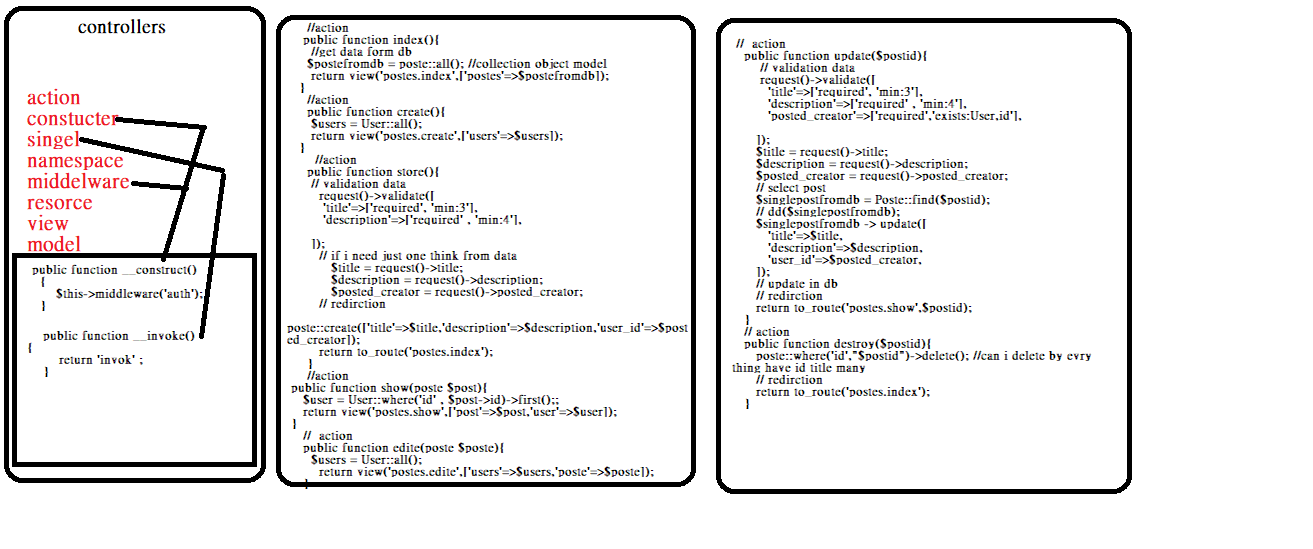 controllers
action
constucter
singel
namespace
middelware
resorce
view
model
public function __construct()
{
$this->middleware('auth');
}
public function __invoke()
{
return 'invok' ;
}
//action
public function index(){
//get data form db
$postefromdb = poste::all(); //collection object model
return view('postes.index',['postes'=>$postefromdb]);
}
//action
public function create(){
$users = User::all();
return view('postes.create',['users'=>$users]);
}
//action
public function store(){
// validation data
request()->validate([
'title'=>['required', 'min:3'],
'description'=>['required' , 'min:4'],
]);
// if i need just one think from data
$title = request()->title;
$description = request()->description;
$posted_creator = request()->posted_creator;
// redirction
poste::create(['title'=>$title,'description'=>$description,'user_id'=>$post
ed_creator]);
return to_route('postes.index');
}
//action
public function show(poste $post){
$user = User::where('id' , $post->id)->first();;
return view('postes.show',['post'=>$post,'user'=>$user]);
}
// action
public function edite(poste $poste){
$users = User::all();
return view('postes.edite',['users'=>$users,'poste'=>$poste]);
}
// action
public function update($postid){
// validation data
request()->validate([
'title'=>['required', 'min:3'],
'description'=>['required' , 'min:4'],
'posted_creator'=>['required','exists:User,id'],
]);
$title = request()->title;
$description = request()->description;
$posted_creator = request()->posted_creator;
// select post
$singlepostfromdb = Poste::find($postid);
// dd($singlepostfromdb);
$singlepostfromdb -> update([
'title'=>$title,
'description'=>$description,
'user_id'=>$posted_creator,
]);
// update in db
// redirction
return to_route('postes.show',$postid);
}
// action
public function destroy($postid){
poste::where('id',"$postid")->delete(); //can i delete by evry
thing have id title many
// redirction
return to_route('postes.index');
}